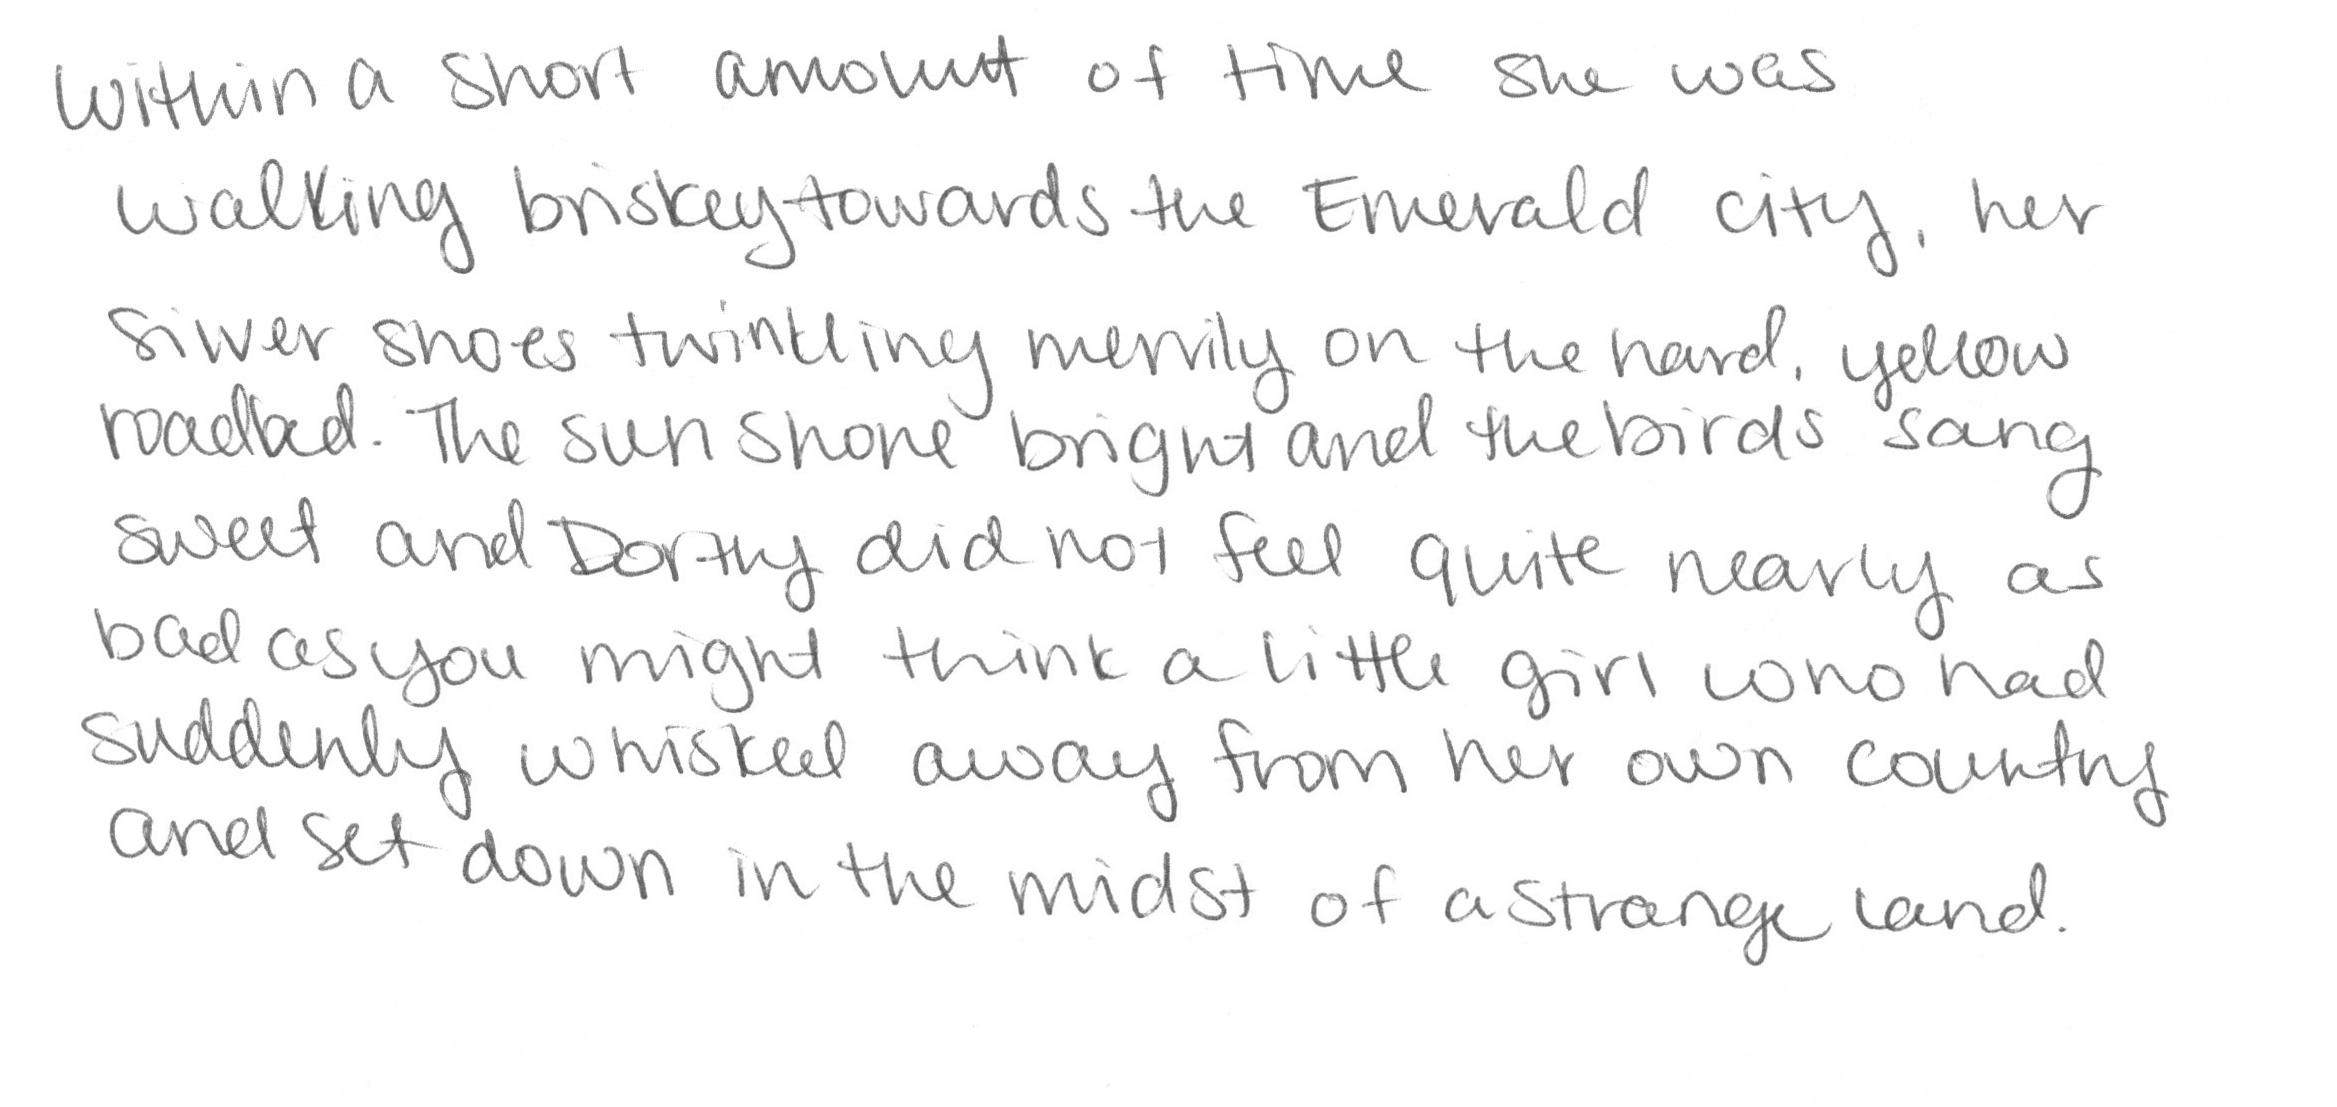 Within a short amount of time she was
walking briskey towards the Emerald city, her
silver shoes twinkling merrily on the hard, yellow
roadbed. The sun shone bright and the birds sang
sweet and Dorthy did not feel quite nearly as
bad as you might think a little girl who had
suddenly whisked away from her own country
and set down in the midst of a strange land.